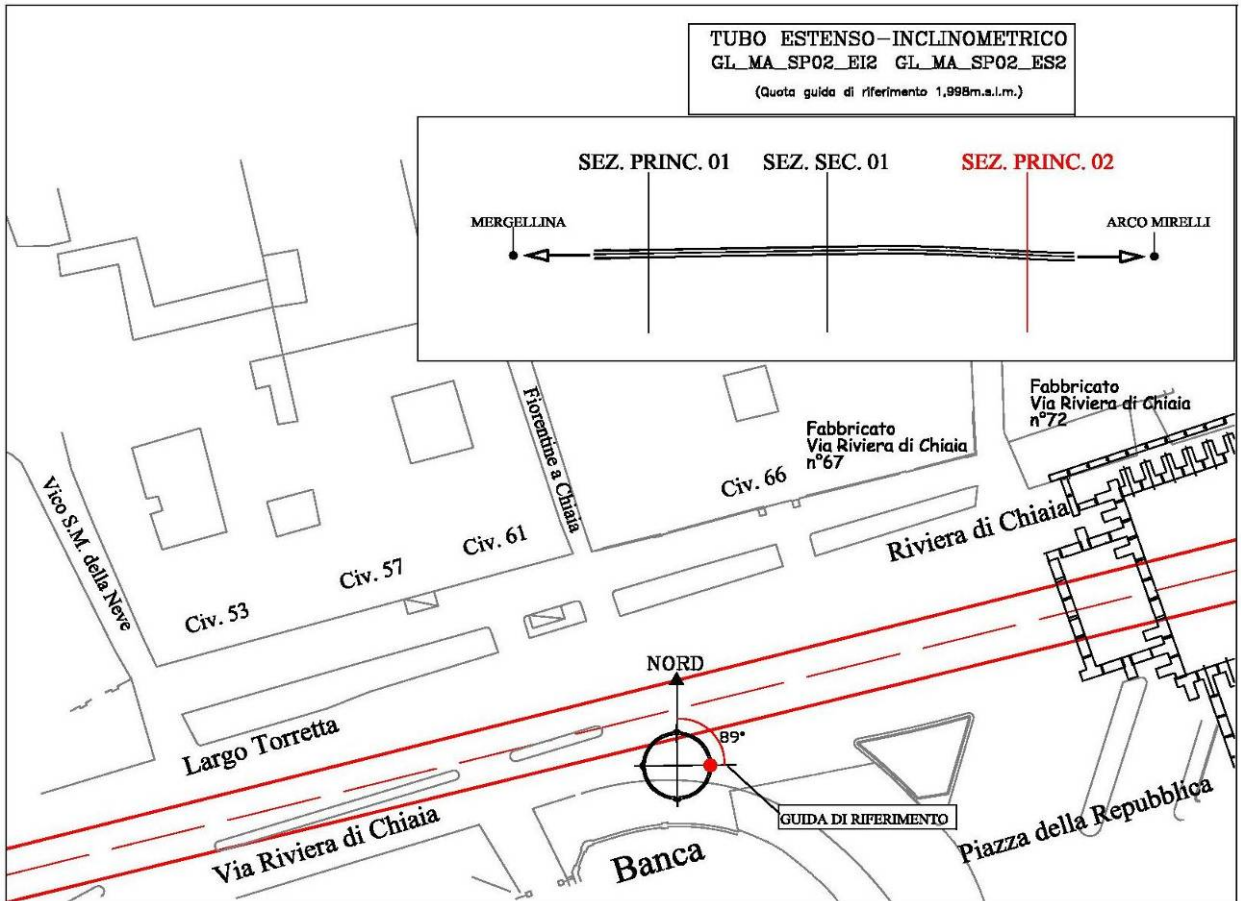 TUBO ESTENSO-INCLINOMETRICO
GL_MA_SP02_EI2 GL_MA_SP02_ES2
(Quota guida di riferimento 1,998m.s.l.m.)
SEZ. PRINC. 01
SEZ. SEC. 01
SEZ. PRINC. 02
MERGELLINA
ARCO MIRELLI
Fabbricato
Via Riviera di Chiaia
n°72
Fabbricato
Via Riviera di Chiaia
n°67
Fiorentine a Chiaia
Civ. 66
Riviera di Chiaia
Vico S.M. della Neve
Civ. 61
Civ. 57
Civ. 53
NORD
89°
Largo Torretta
GUIDA DI RIFERIMENTO
Via Riviera di Chiaia
Banca
Piazza della Repubblica